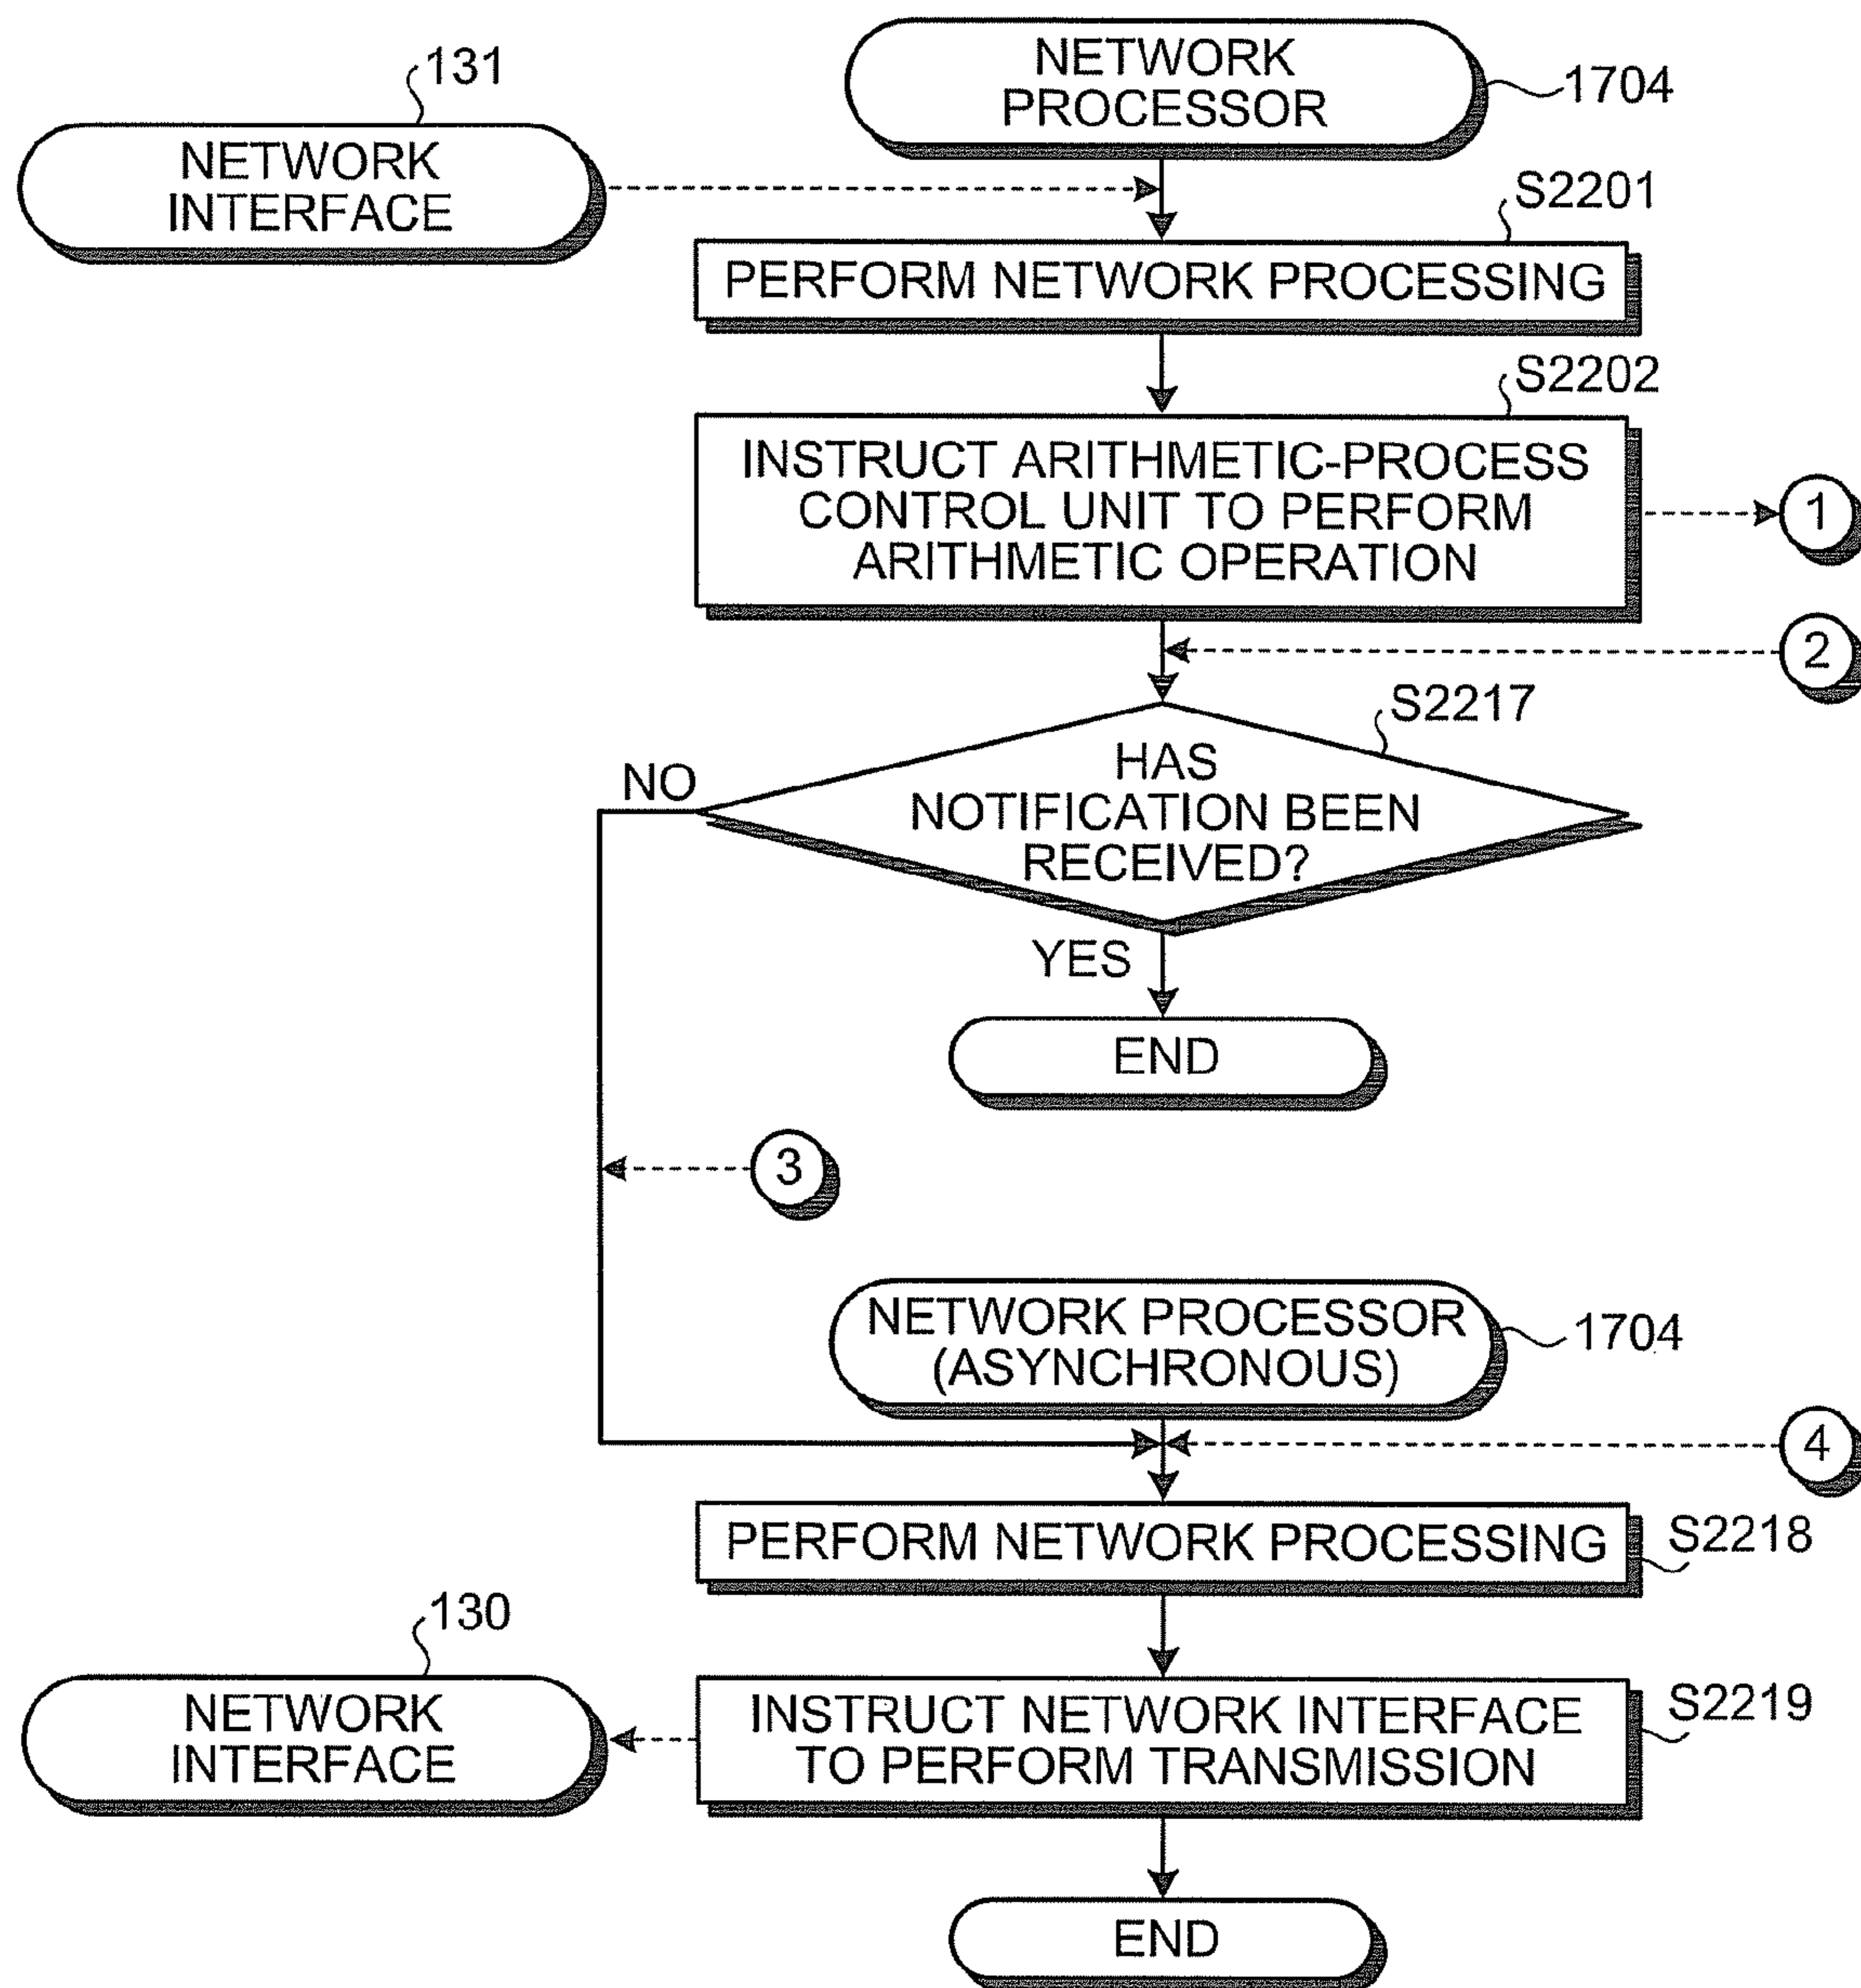 131
NETWORK
PROCESSOR
1704
NETWORK
INTERFACE
S2201
PERFORM NETWORK PROCESSING
S2202
INSTRUCT ARITHMETIC-PROCESS
CONTROL UNIT TO PERFORM
ARITHMETIC OPERATION
1
2
S2217
NO
HAS
NOTIFICATION BEEN
RECEIVED?
YES
END
3
NETWORK PROCESSOR
(ASYNCHRONOUS)
1704
4
PERFORM NETWORK PROCESSING
S2218
130
NETWORK
INTERFACE
INSTRUCT NETWORK INTERFACE
TO PERFORM TRANSMISSION
S2219
END